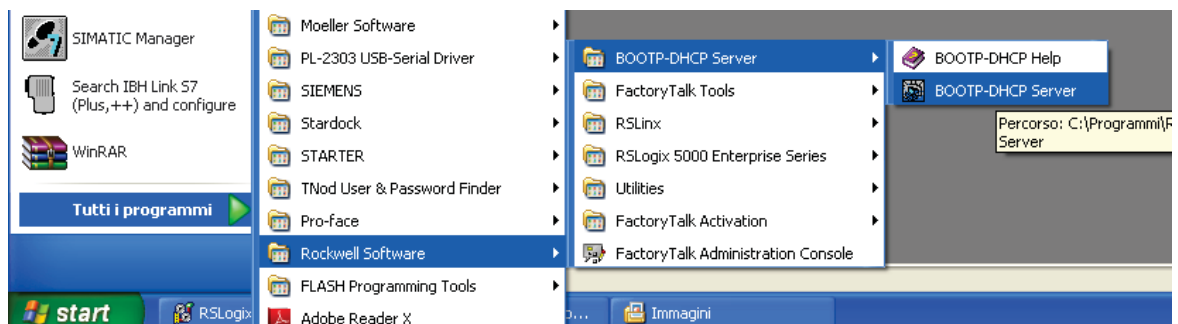 SIMATIC Manager
Search IBH Link S7
(Plus,++) and configure
WinRAR
Tutti i programmi
Moeller Software
PL-2303 USB-Serial Driver
SIEMENS
Stardock
STARTER
TNod User & Password Finder
Pro-face
Rockwell Software
FLASH Programming Tools
Adobe Reader X
BOOTP-DHCP Server
FactoryTalk Tools
RSLinx
RSLogix 5000 Enterprise Series
Utilities
FactoryTalk Activation
FactoryTalk Administration Console
BOOTP-DHCP Help
BOOTP-DHCP Server
Percorso: C:\Programmi\R
Server
start
RSLogix
Immagini